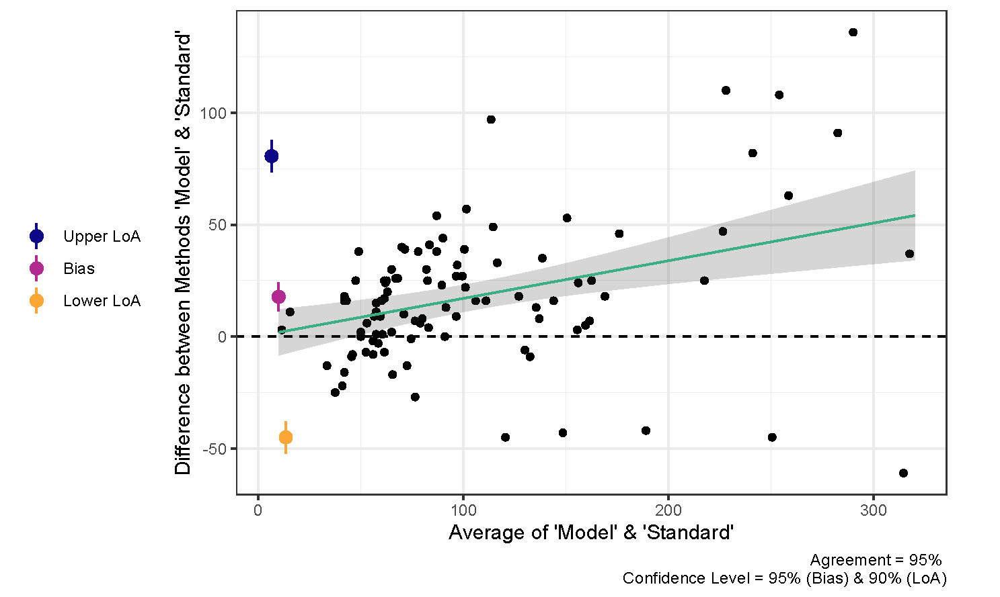 Difference between Methods 'Model' & 'Standard'
100
50
0
-50
0 100 200 300
Average of 'Model' & 'Standard'
Upper LoA
Bias
Lower LoA
Agreement = 95%
Confidence Level = 95% (Bias) & 90% (LoA)